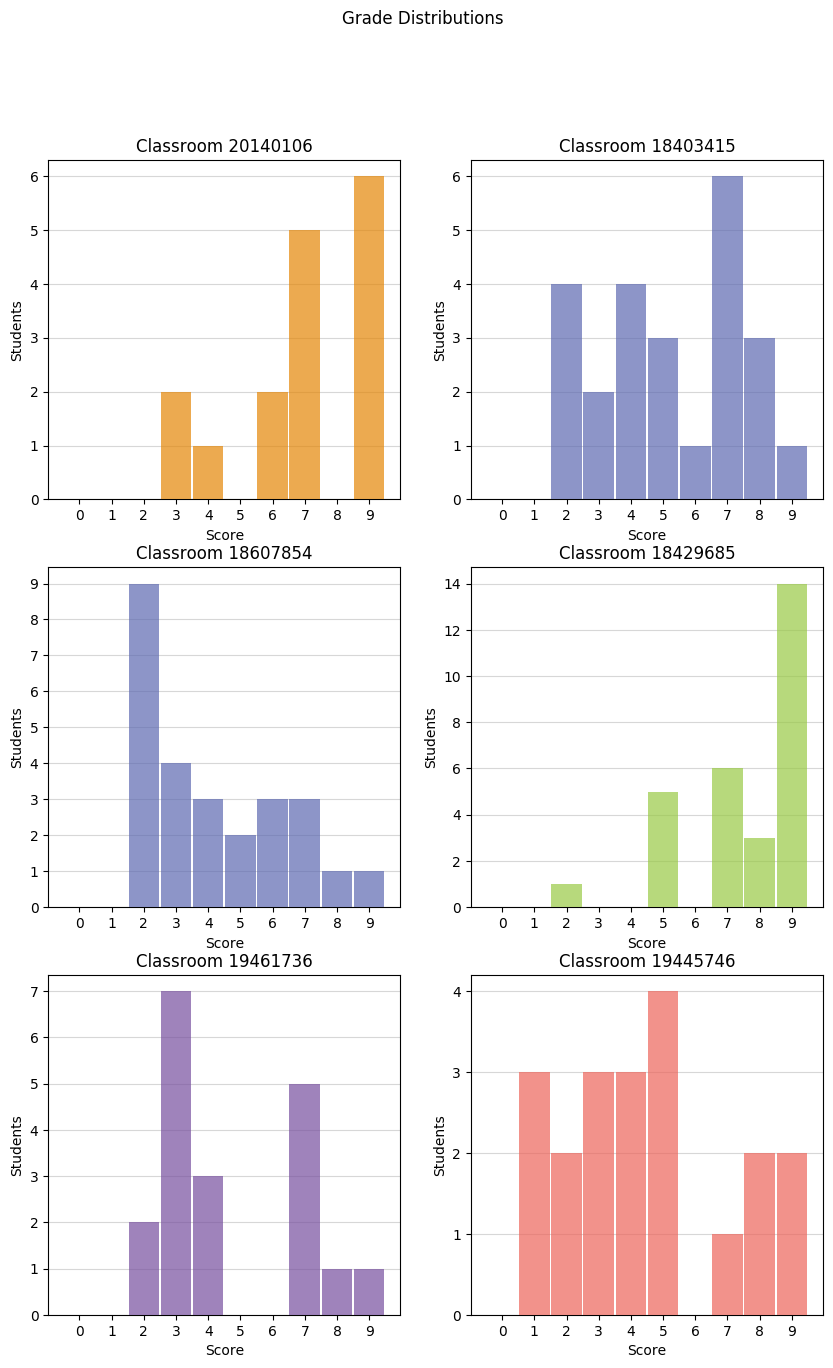 Grade Distributions
Classroom 20140106
6
5
4
3
2
1
0
Students
0 1 2 3 4 5 6 7 8 9
Score
Classroom 18403415
6
5
4
3
2
1
0
Students
0 1 2 3 4 5 6 7 8 9
Score
Classroom 18607854
9
8
7
6
5
4
3
2
1
0
Students
0 1 2 3 4 5 6 7 8 9
Score
Classroom 18429685
14
12
10
8
6
4
2
0
Students
0 1 2 3 4 5 6 7 8 9
Score
Classroom 19461736
7
6
5
4
3
2
1
0
Students
0 1 2 3 4 5 6 7 8 9
Score
Classroom 19445746
4
3
2
1
0
Students
0 1 2 3 4 5 6 7 8 9
Score